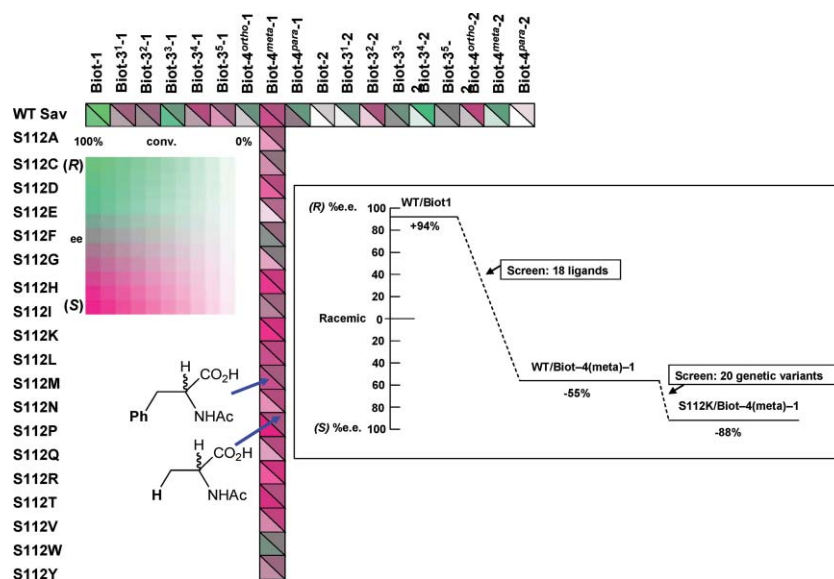 Biot-1
Biot-3¹-1
Biot-3²-1
Biot-3³-1
Biot-3⁴-1
Biot-3⁵-1
Biot-4ortho-1
Biot-4meta-1
Biot-4para-1
Biot-2
Biot-3¹-2
Biot-3²-2
Biot-3³-
2
Biot-3⁴-2
Biot-3⁵-
2
Biot-4ortho-2
Biot-4meta-2
Biot-4para-2
WT Sav
S112A
100% conv. 0%
S112C (R)
S112D
S112E
S112F
ee
S112G
S112H
S112I (S)
S112K
S112L
S112M
S112N
S112P
S112Q
S112R
S112T
S112V
S112W
S112Y
H
CO₂H
Ph
NHAc
H
CO₂H
H
NHAc
(R) %e.e.
100
80
60
40
20
Racemic 0
20
40
60
80
(S) %e.e. 100
WT/Biot1
+94%
Screen: 18 ligands
WT/Biot–4(meta)–1
-55%
Screen: 20 genetic variants
S112K/Biot–4(meta)–1
-88%